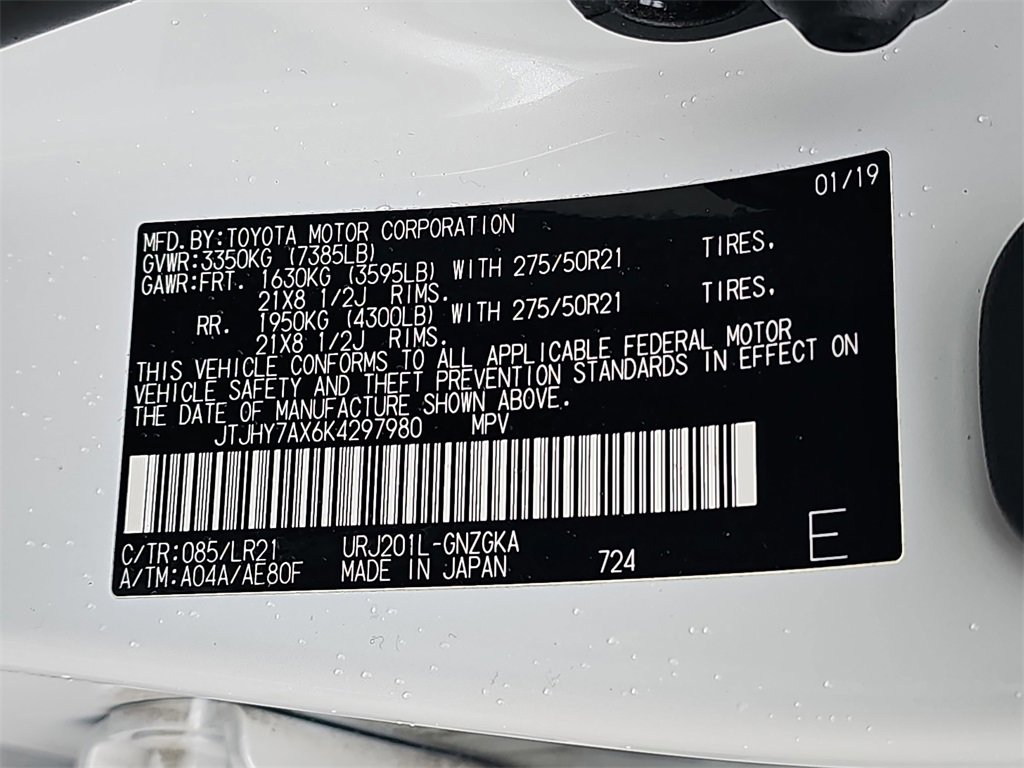 01/19
MFD.BY:TOYOTA MOTOR CORPORATION
GVWR:3350KG (7385LB)
GAWR:FRT. 1630KG (3595LB) WITH 275/50R21 TIRES.
21X8 1/2J RIMS.
RR. 1950KG (4300LB) WITH 275/50R21 TIRES.
21X8 1/2J RIMS.
THIS VEHICLE CONFORMS TO ALL APPLICABLE FEDERAL MOTOR
VEHICLE SAFETY AND THEFT PREVENTION STANDARDS IN EFFECT ON
THE DATE OF MANUFACTURE SHOWN ABOVE.
JTJHY7AX6K4297980 MPV
C/TR:085/LR21 URJ201L-GNZGKA
A/TM:A04A/AE80F MADE IN JAPAN 724
E